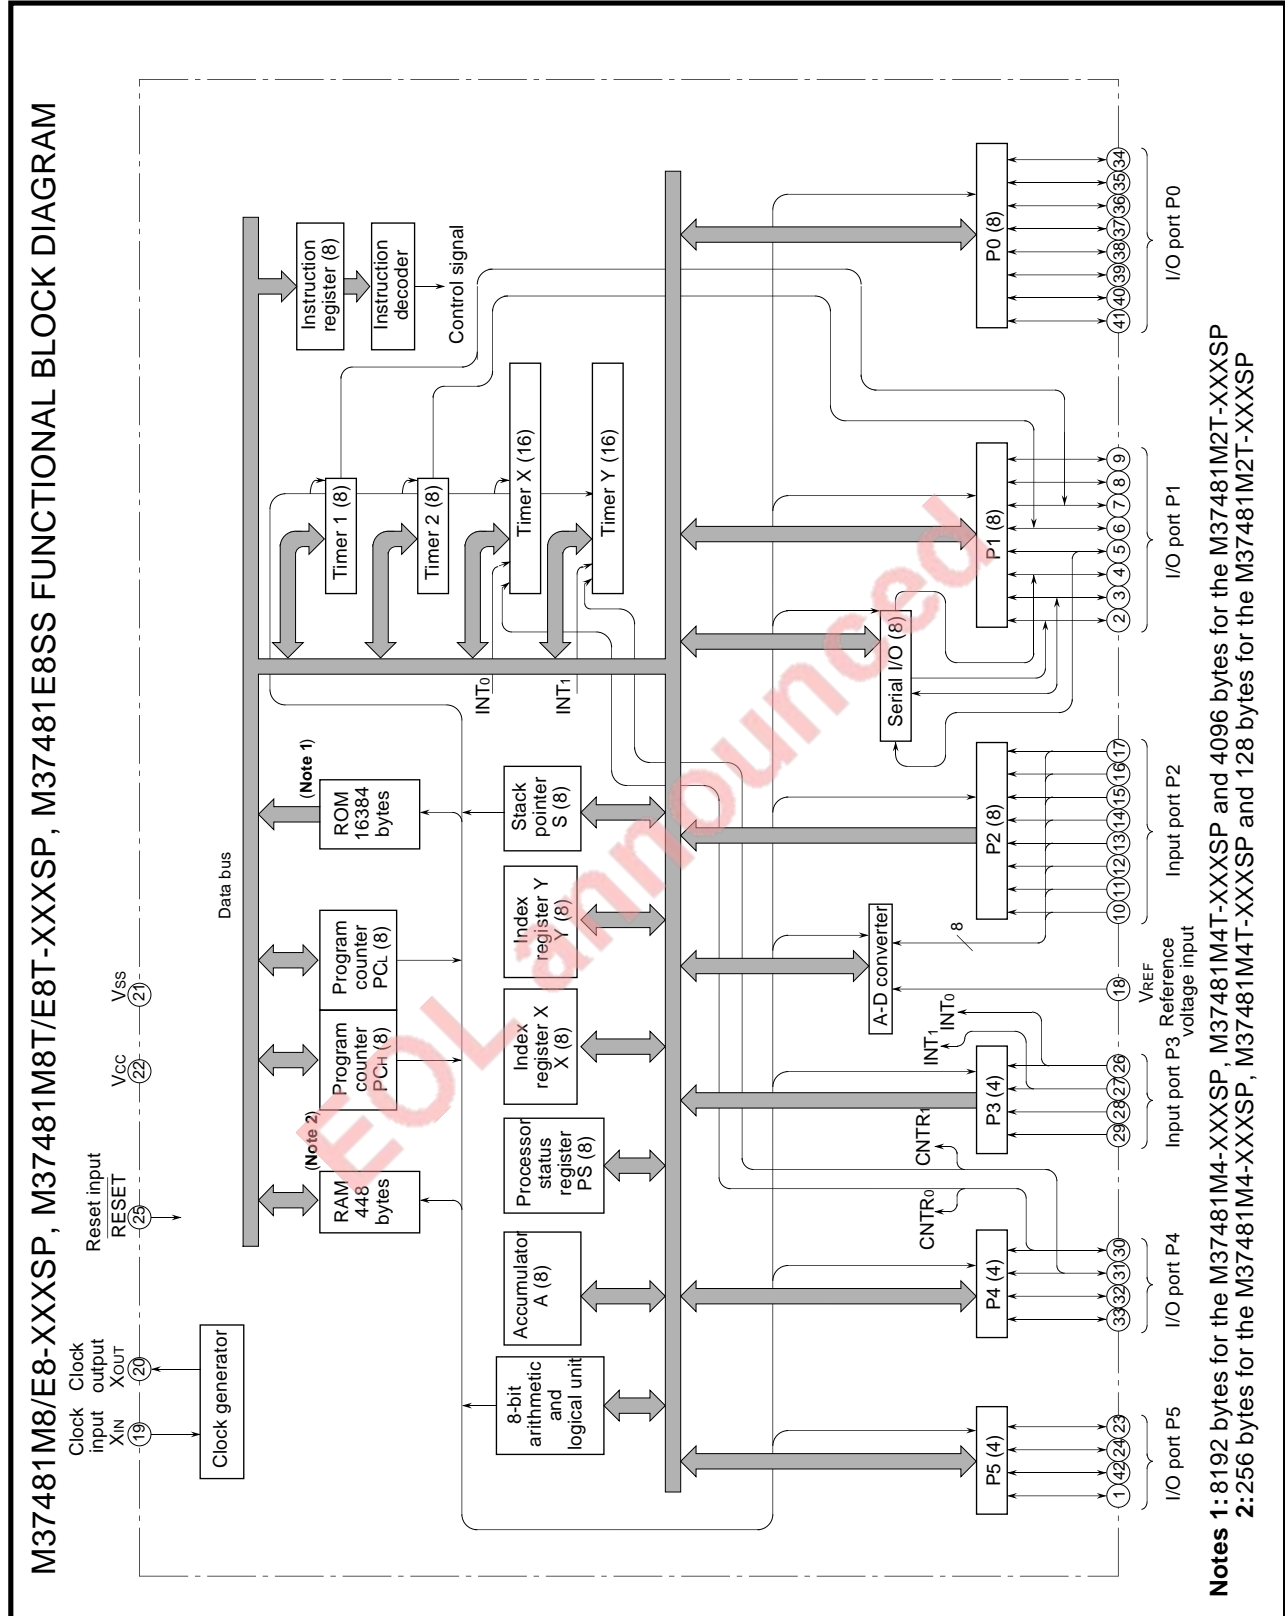 M37481M8/E8-XXXSP, M37481M8T/E8T-XXXSP, M37481E8SS FUNCTIONAL BLOCK DIAGRAM
Clock
input
XIN
Clock
output
XOUT
Reset input
RESET
VCC
VSS
19
20
25
22
21
Clock generator
Data bus
RAM
448
bytes
(Note 2)
Program
counter
PCH (8)
Program
counter
PCL (8)
ROM
16384
bytes
(Note 1)
Instruction
register (8)
Instruction
decoder
Control signal
Timer 1 (8)
Timer 2 (8)
Timer X (16)
Timer Y (16)
INT0
INT1
8-bit
arithmetic
and
logical unit
Accumulator
A (8)
Processor
status
register
PS (8)
Index
register X
X (8)
Index
register Y
Y (8)
Stack
pointer
S (8)
EOL announced
A-D converter
8
Serial I/O (8)
CNTR0
CNTR1
INT1
INT0
P5 (4)
P4 (4)
P3 (4)
P2 (8)
P1 (8)
P0 (8)
1 42 24 23
33 32 31 30
29 28 27 26
18
10 11 12 13 14 15 16 17
2 3 4 5 6 7 8 9
41 40 39 38 37 36 35 34
I/O port P5
I/O port P4
Input port P3
VREF
Reference
voltage input
Input port P2
I/O port P1
I/O port P0
Notes 1: 8192 bytes for the M37481M4-XXXSP, M37481M4T-XXXSP and 4096 bytes for the M37481M2T-XXXSP
2: 256 bytes for the M37481M4-XXXSP, M37481M4T-XXXSP and 128 bytes for the M37481M2T-XXXSP